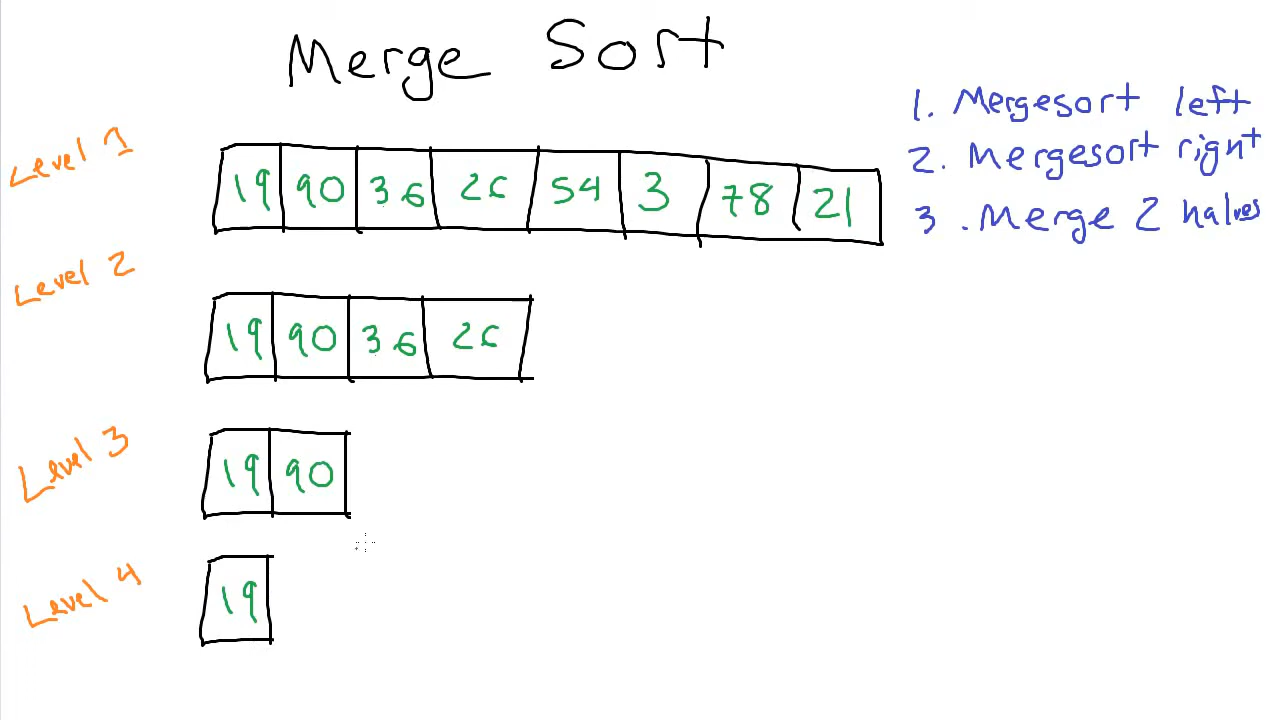 Merge Sort
1. Mergesort left
2. Mergesort right
3. Merge 2 halves
Level 1
19 90 36 26 54 3 78 21
Level 2
19 90 36 26
Level 3
19 90
Level 4
19